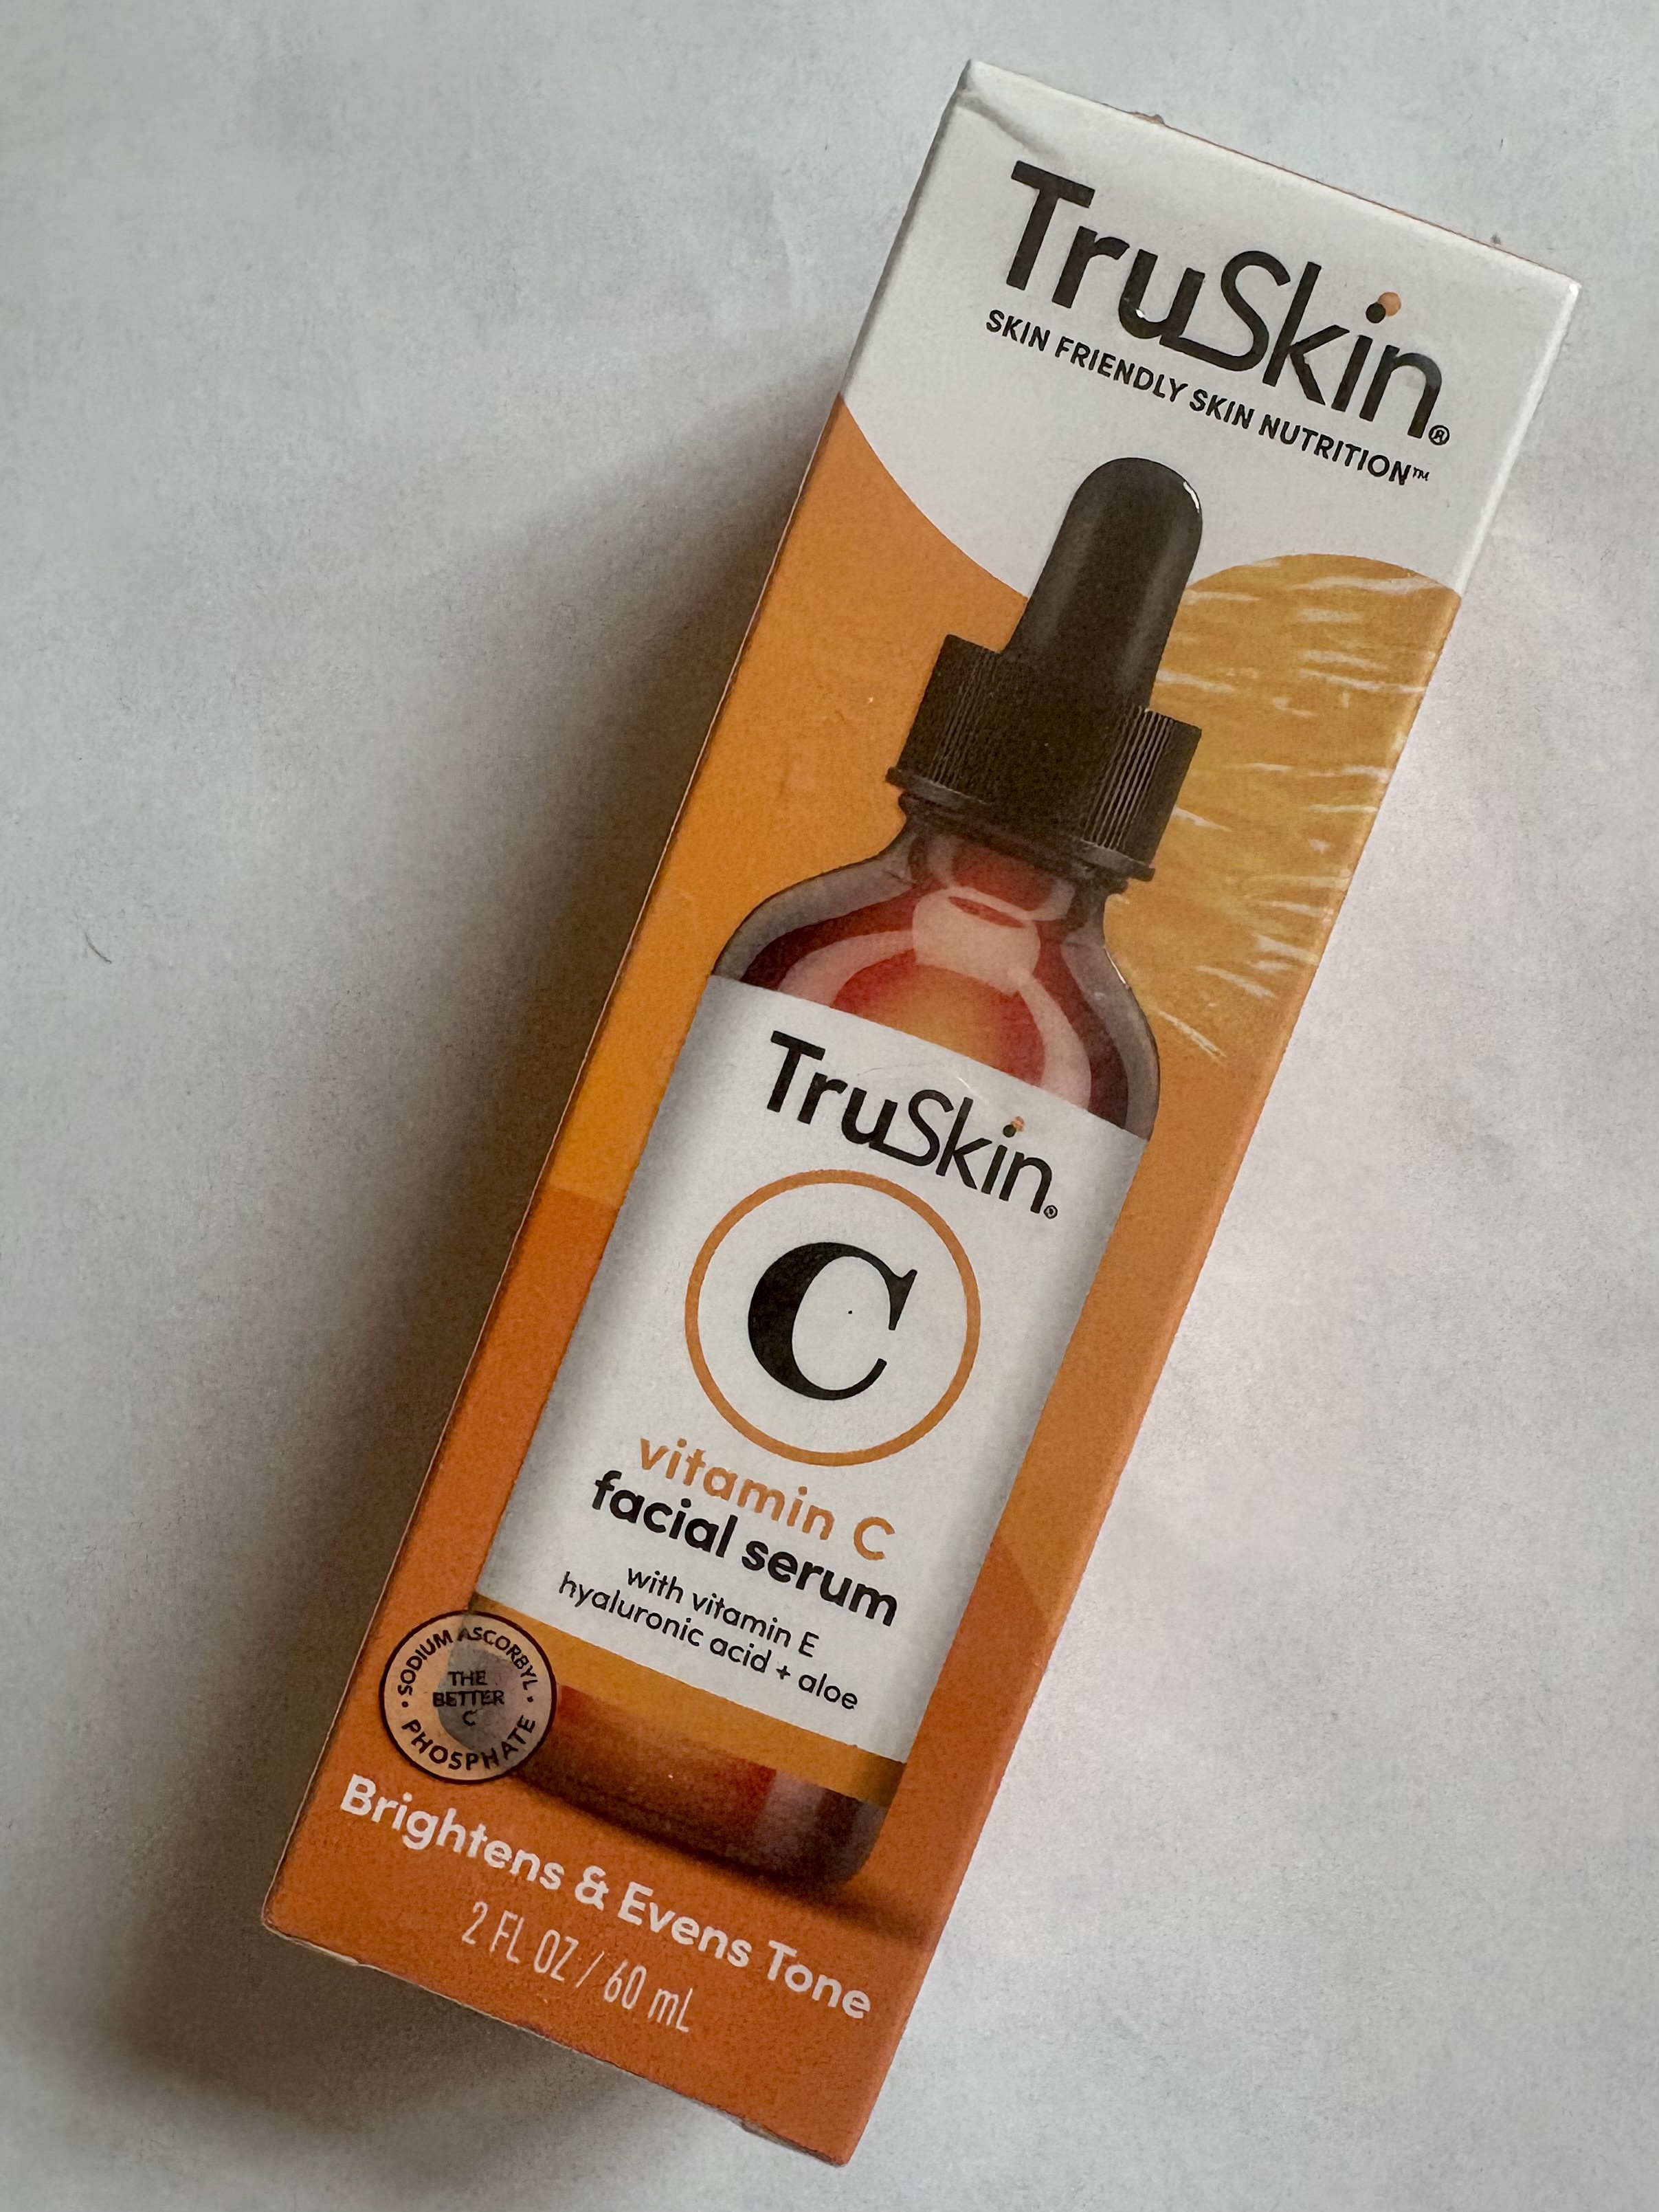 TruSkin®
SKIN FRIENDLY SKIN NUTRITION™
TruSkin®
C
vitamin C
facial serum
with vitamin E
hyaluronic acid + aloe
• SODIUM ASCORBYL •
PHOSPHATE
THE
BETTER
C
Brightens & Evens Tone
2 FL OZ / 60 mL